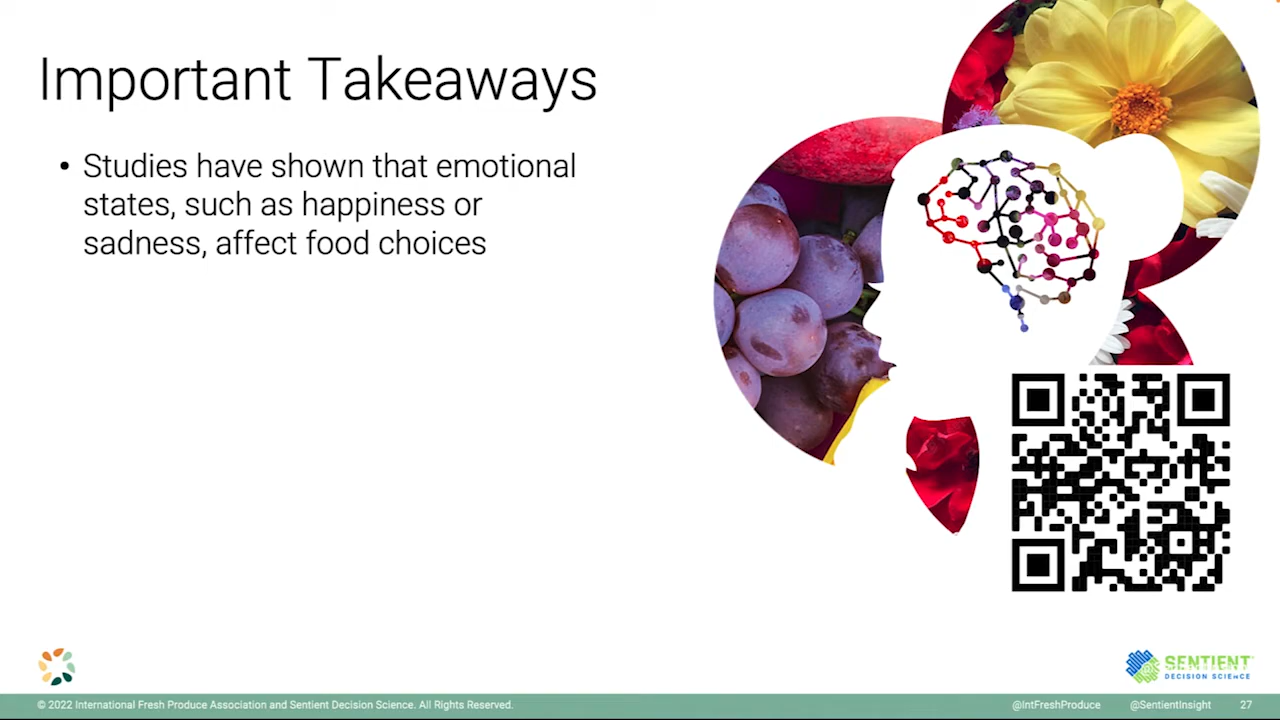 Important Takeaways
• Studies have shown that emotional
states, such as happiness or
sadness, affect food choices
SENTIENT
DECISION SCIENCE
© 2022 International Fresh Produce Association and Sentient Decision Science. All Rights Reserved.
@IntFreshProduce
@SentientInsight
27